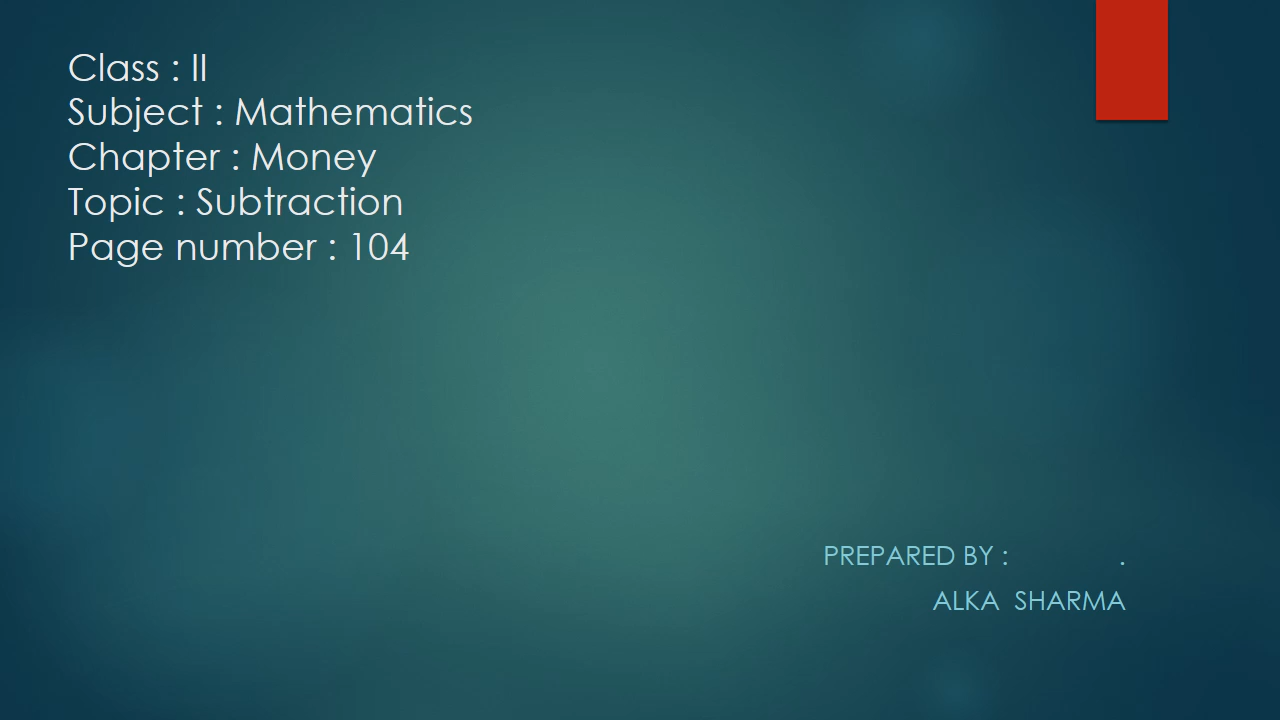 Class : II
Subject : Mathematics
Chapter : Money
Topic : Subtraction
Page number : 104
PREPARED BY : .
ALKA SHARMA